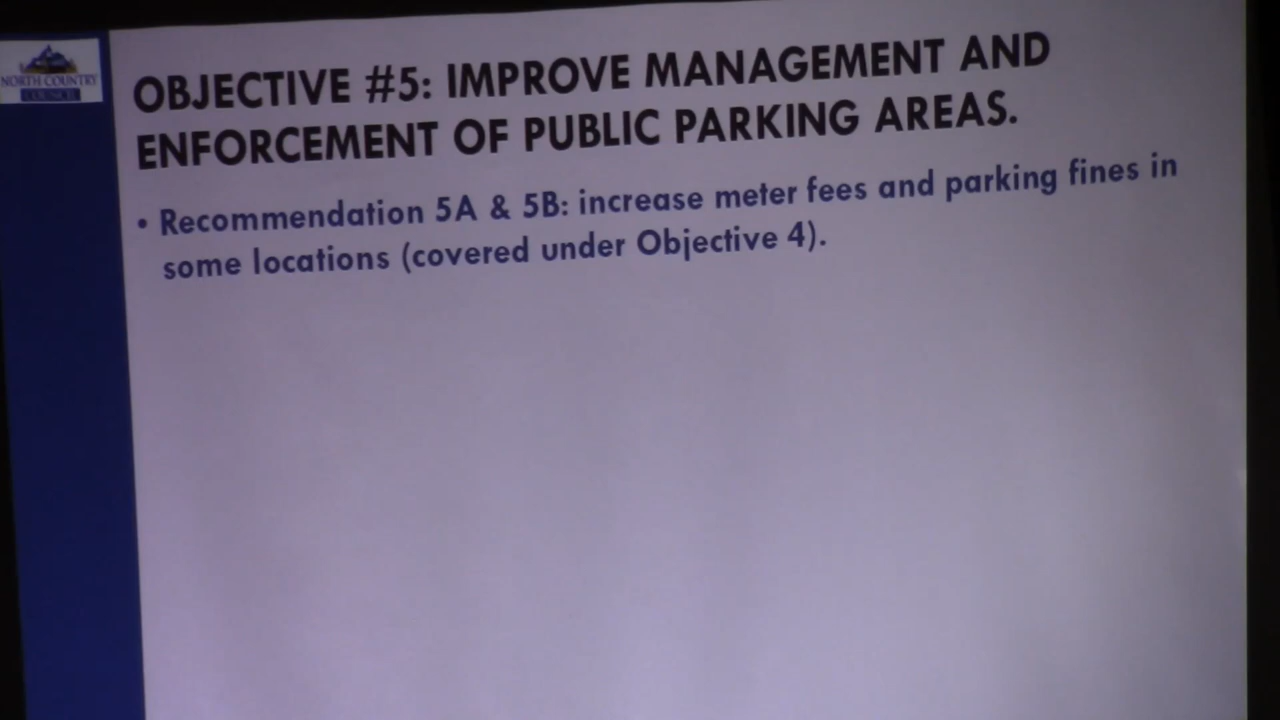 NORTH COUNTRY
COUNCIL
OBJECTIVE #5: IMPROVE MANAGEMENT AND
ENFORCEMENT OF PUBLIC PARKING AREAS.
• Recommendation 5A & 5B: increase meter fees and parking fines in
some locations (covered under Objective 4).